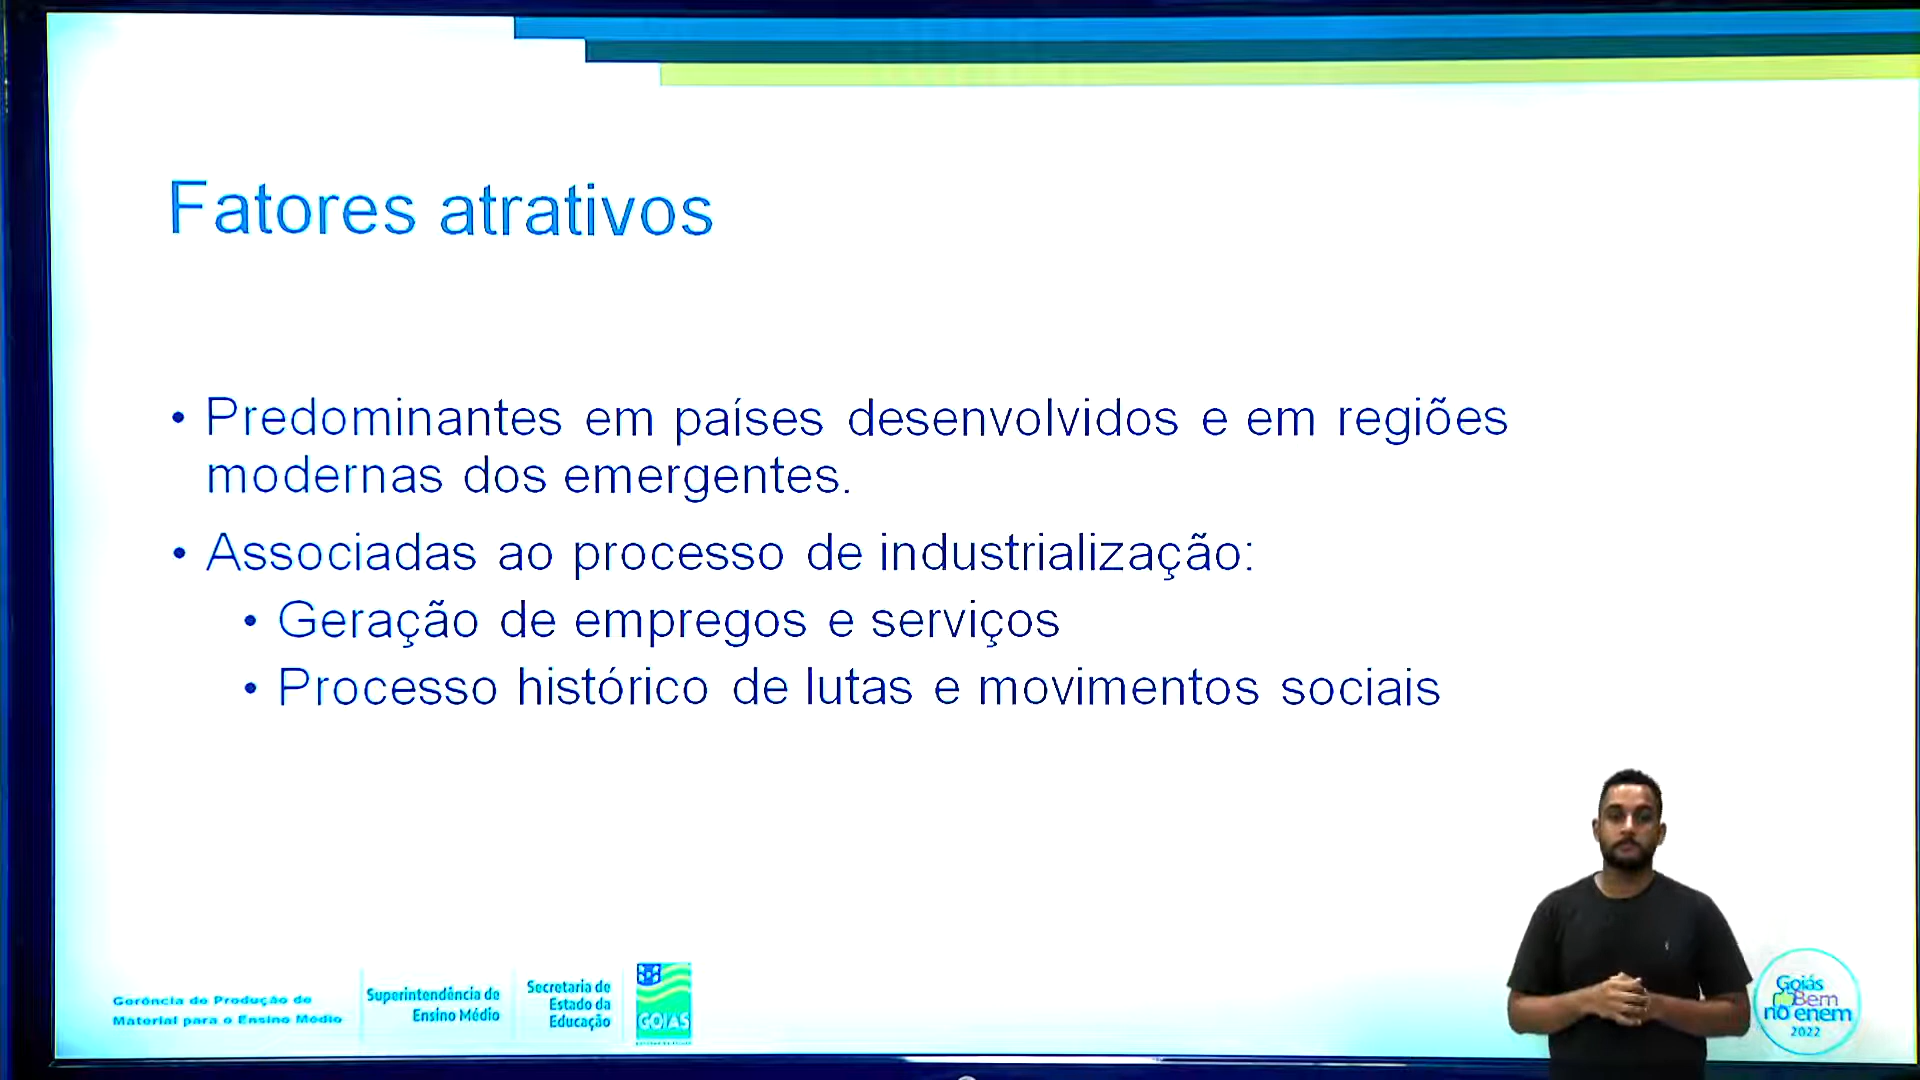 Fatores atrativos
• Predominantes em países desenvolvidos e em regiões
modernas dos emergentes.
• Associadas ao processo de industrialização:
• Geração de empregos e serviços
• Processo histórico de lutas e movimentos sociais
Gerência de Produção de
Material para o Ensino Médio
Superintendência de
Ensino Médio
Secretaria de
Estado da
Educação
GOIÁS
Goiás
Bem
no enem
2022